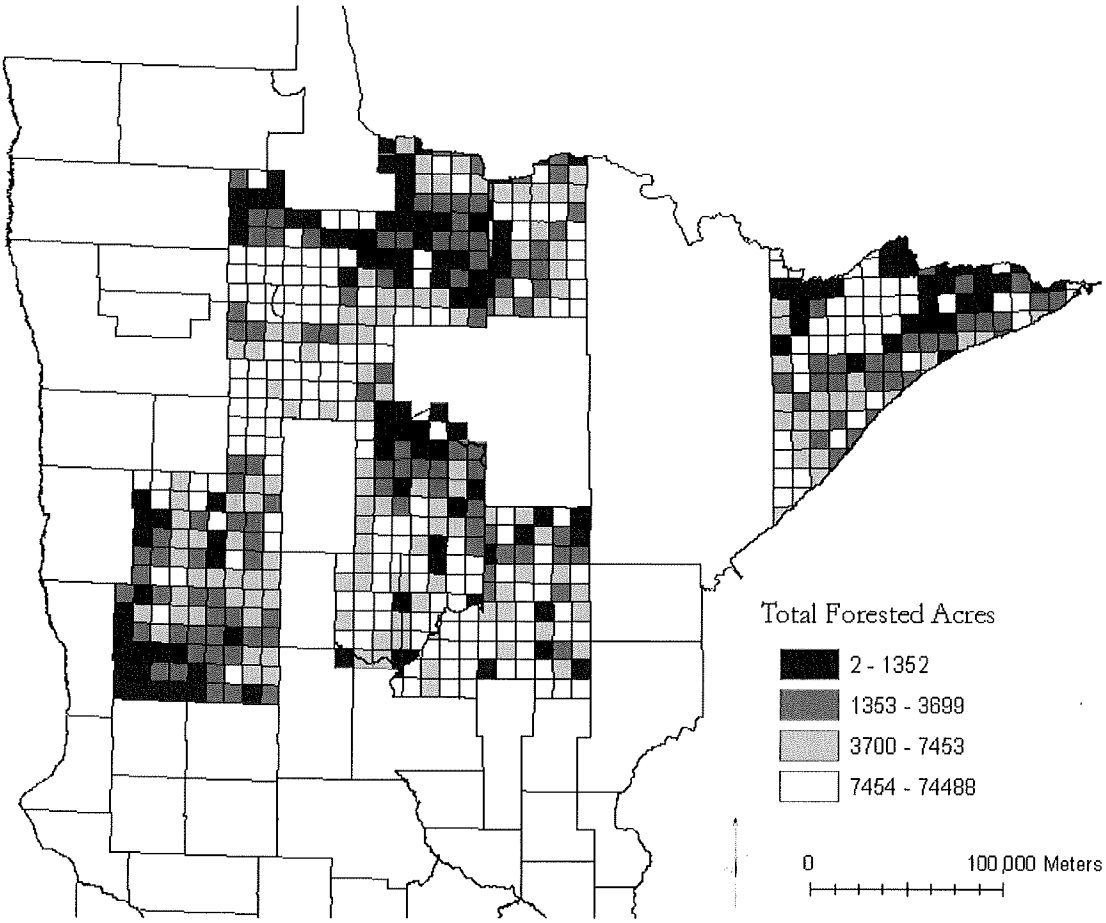 Total Forested Acres
2 - 1352
1353 - 3699
3700 - 7453
7454 - 74488
0 100,000 Meters